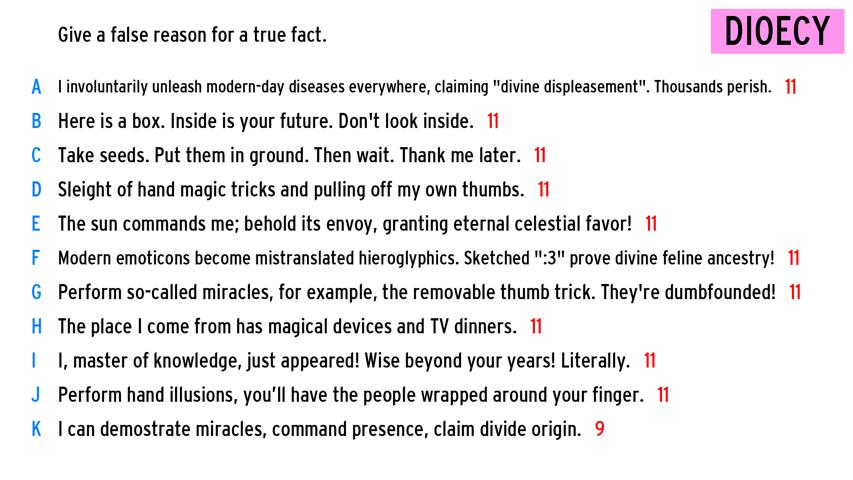 Give a false reason for a true fact.
DIOECY
A I involuntarily unleash modern-day diseases everywhere, claiming "divine displeasement". Thousands perish. 11
B Here is a box. Inside is your future. Don't look inside. 11
C Take seeds. Put them in ground. Then wait. Thank me later. 11
D Sleight of hand magic tricks and pulling off my own thumbs. 11
E The sun commands me; behold its envoy, granting eternal celestial favor! 11
F Modern emoticons become mistranslated hieroglyphics. Sketched ":3" prove divine feline ancestry! 11
G Perform so-called miracles, for example, the removable thumb trick. They're dumbfounded! 11
H The place I come from has magical devices and TV dinners. 11
I I, master of knowledge, just appeared! Wise beyond your years! Literally. 11
J Perform hand illusions, you’ll have the people wrapped around your finger. 11
K I can demostrate miracles, command presence, claim divide origin. 9